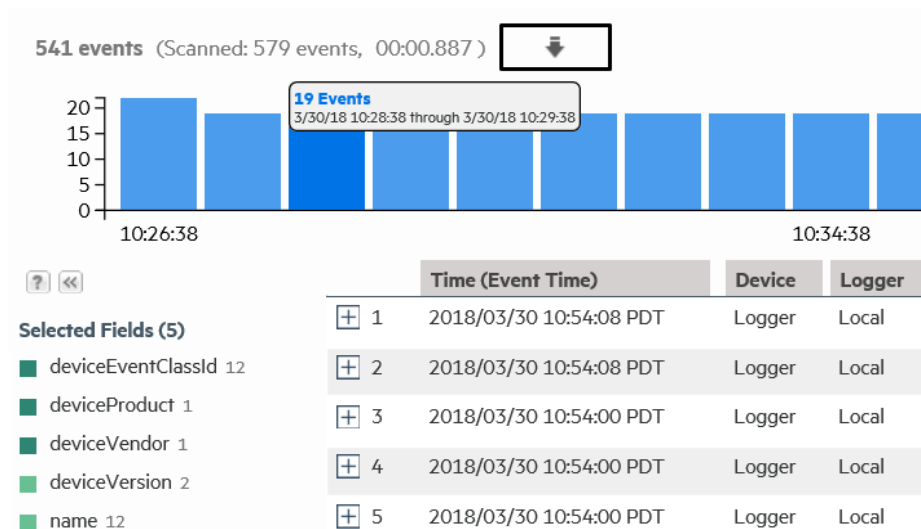 541 events (Scanned: 579 events, 00:00.887 )
19 Events
3/30/18 10:28:38 through 3/30/18 10:29:38
20
15
10
5
0
10:26:38 10:34:38
? «
Time (Event Time) Device Logger
Selected Fields (5)
deviceEventClassId 12
deviceProduct 1
deviceVendor 1
deviceVersion 2
name 12
1 2018/03/30 10:54:08 PDT Logger Local
2 2018/03/30 10:54:08 PDT Logger Local
3 2018/03/30 10:54:00 PDT Logger Local
4 2018/03/30 10:54:00 PDT Logger Local
5 2018/03/30 10:54:00 PDT Logger Local